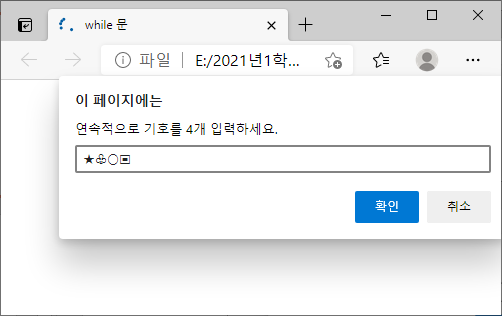 while 문
파일 E:/2021년1학...
이 페이지에는
연속적으로 기호를 4개 입력하세요.
★♧○▣
확인 취소